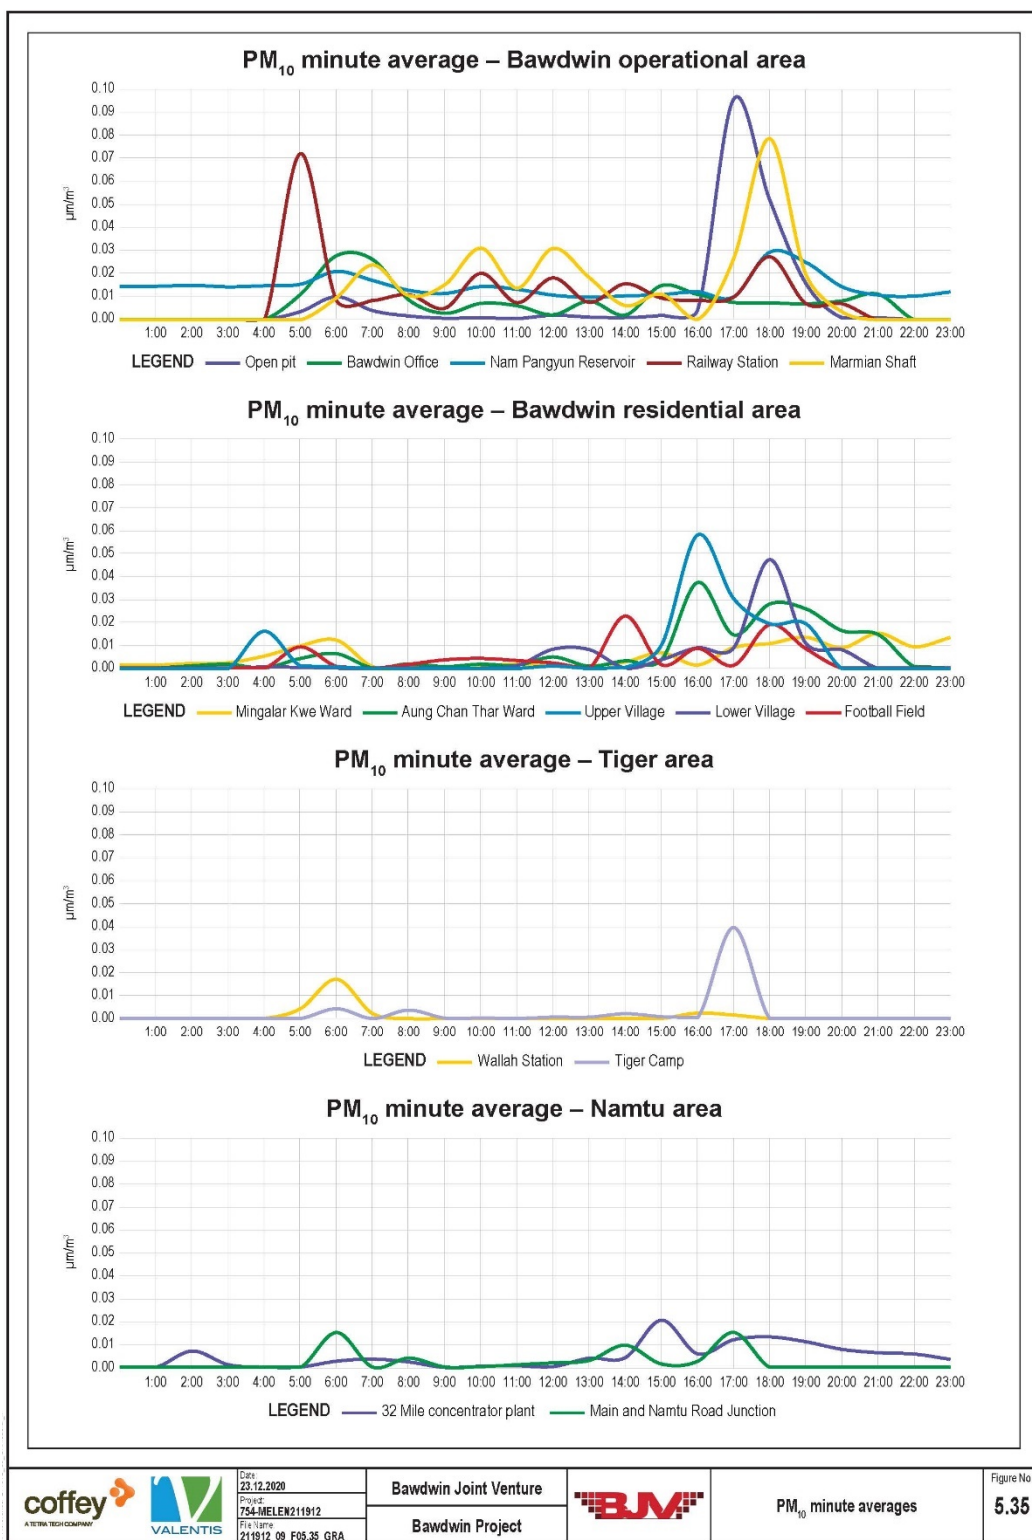 PM10 minute average – Bawdwin operational area
0.10
0.09
0.08
0.07
0.06
0.05
0.04
0.03
0.02
0.01
0.00
µm/m³
1:00 2:00 3:00 4:00 5:00 6:00 7:00 8:00 9:00 10:00 11:00 12:00 13:00 14:00 15:00 16:00 17:00 18:00 19:00 20:00 21:00 22:00 23:00
LEGEND Open pit Bawdwin Office Nam Pangyun Reservoir Railway Station Marmian Shaft
PM10 minute average – Bawdwin residential area
0.10
0.09
0.08
0.07
0.06
0.05
0.04
0.03
0.02
0.01
0.00
µm/m³
1:00 2:00 3:00 4:00 5:00 6:00 7:00 8:00 9:00 10:00 11:00 12:00 13:00 14:00 15:00 16:00 17:00 18:00 19:00 20:00 21:00 22:00 23:00
LEGEND Mingalar Kwe Ward Aung Chan Thar Ward Upper Village Lower Village Football Field
PM10 minute average – Tiger area
0.10
0.09
0.08
0.07
0.06
0.05
0.04
0.03
0.02
0.01
0.00
µm/m³
1:00 2:00 3:00 4:00 5:00 6:00 7:00 8:00 9:00 10:00 11:00 12:00 13:00 14:00 15:00 16:00 17:00 18:00 19:00 20:00 21:00 22:00 23:00
LEGEND Wallah Station Tiger Camp
PM10 minute average – Namtu area
0.10
0.09
0.08
0.07
0.06
0.05
0.04
0.03
0.02
0.01
0.00
µm/m³
1:00 2:00 3:00 4:00 5:00 6:00 7:00 8:00 9:00 10:00 11:00 12:00 13:00 14:00 15:00 16:00 17:00 18:00 19:00 20:00 21:00 22:00 23:00
LEGEND 32 Mile concentrator plant Main and Namtu Road Junction
coffey
A TETRA TECH COMPANY
VALENTIS
Date:
23.12.2020
Project:
754-MELEN211912
File Name
211912_09_F05.35_GRA
Bawdwin Joint Venture
Bawdwin Project
BJV
PM10 minute averages
Figure No
5.35